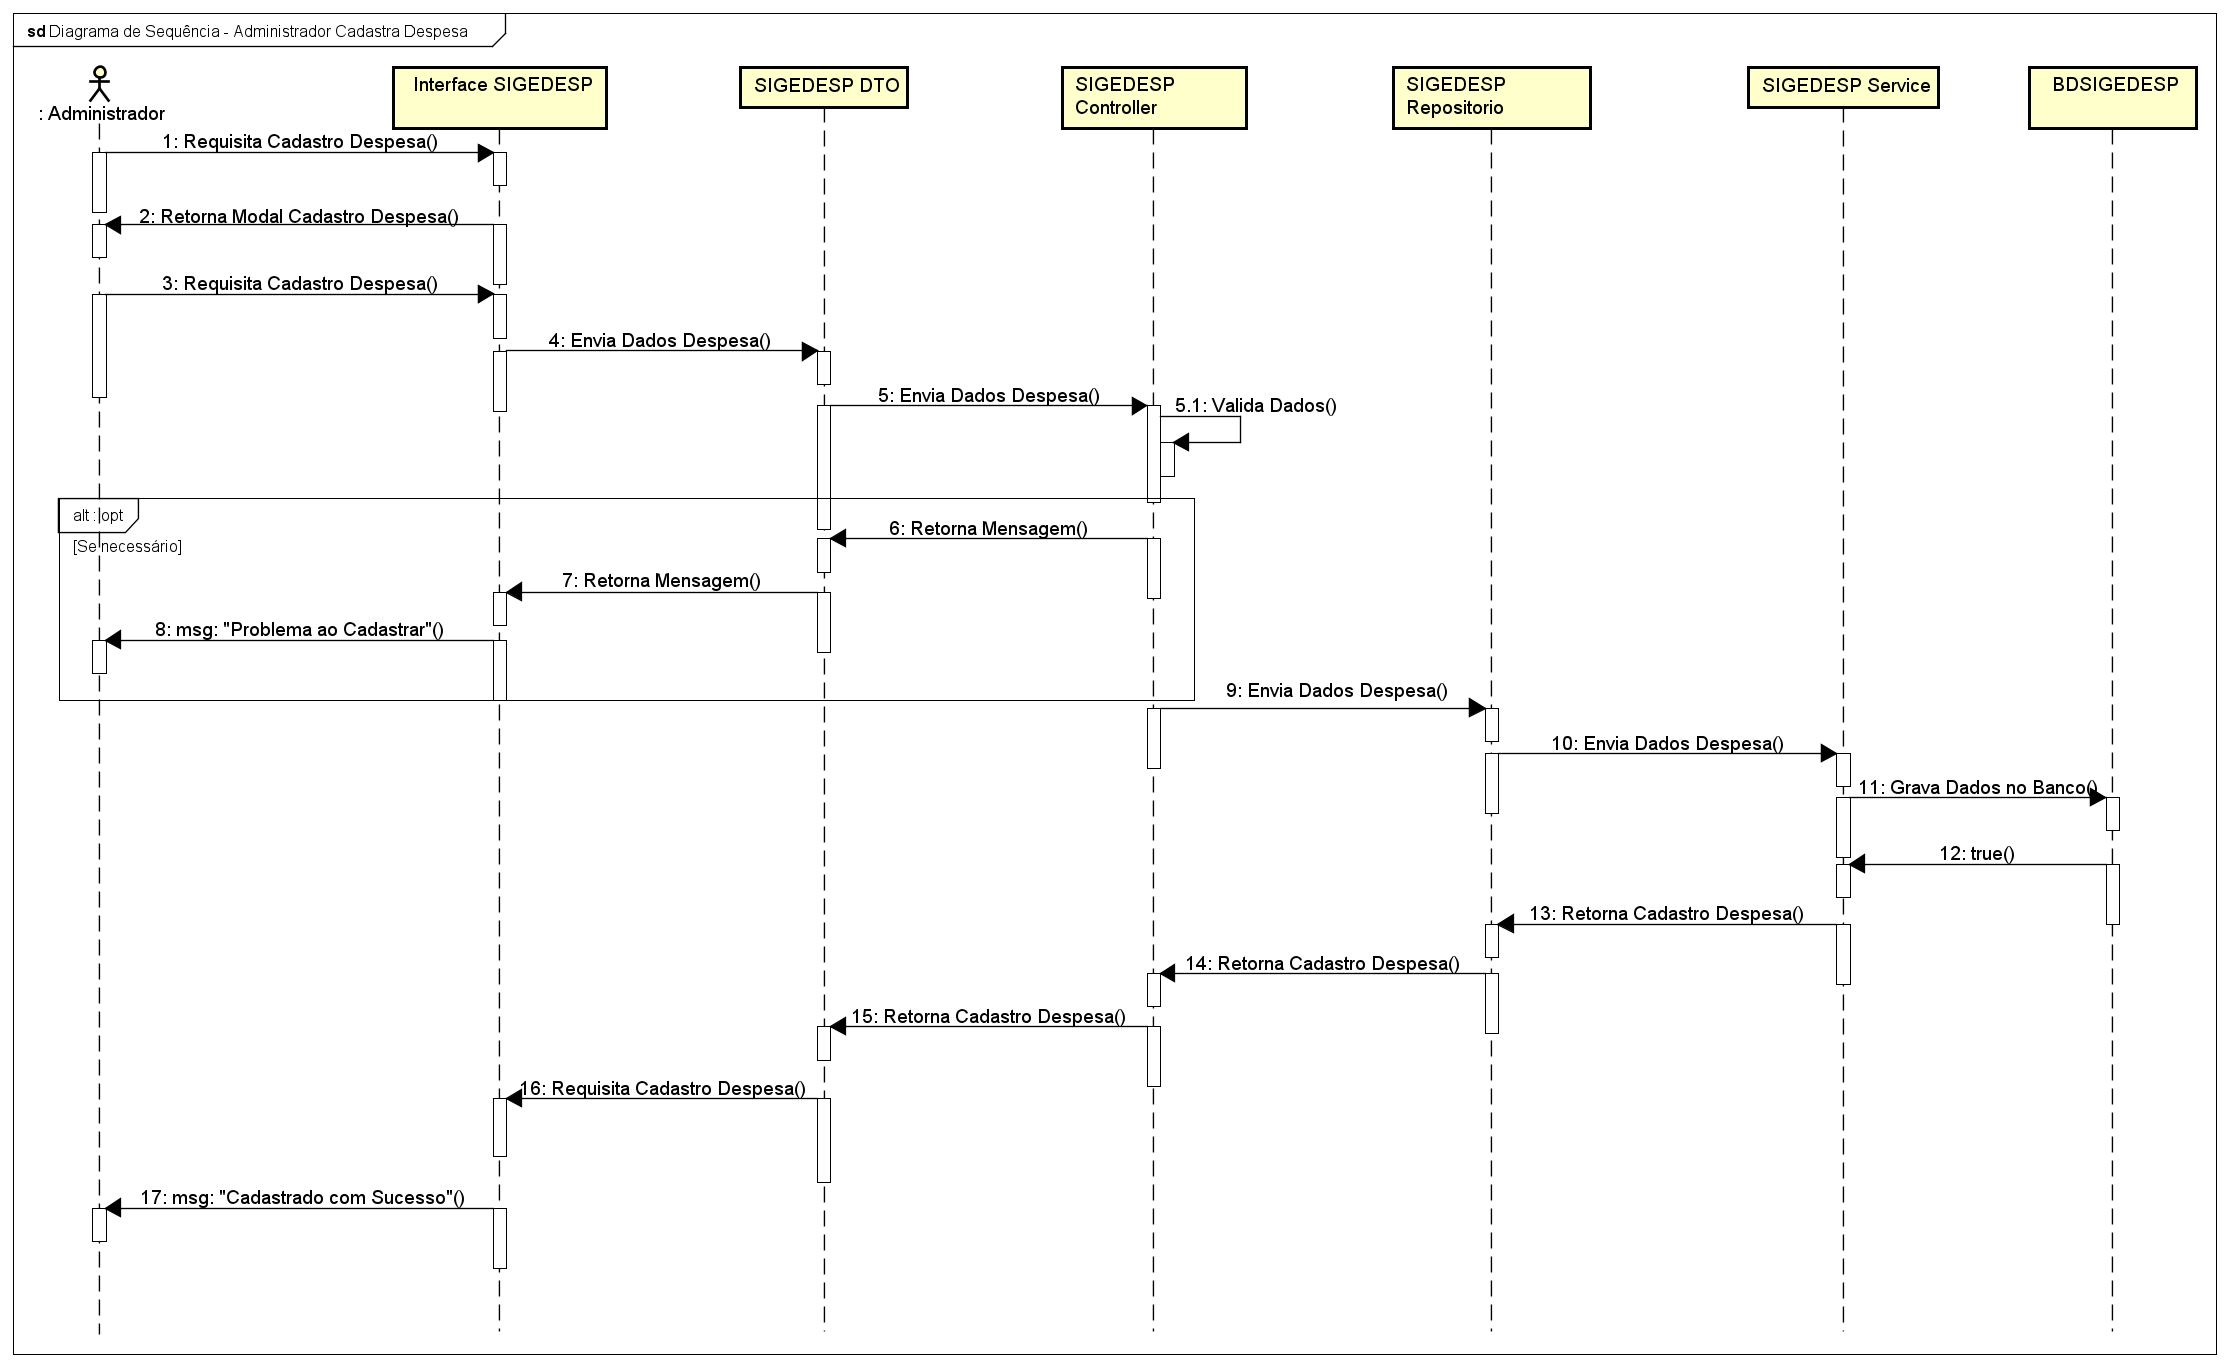 sd Diagrama de Sequência - Administrador Cadastra Despesa
: Administrador
Interface SIGEDESP
SIGEDESP DTO
SIGEDESP
Controller
SIGEDESP
Repositorio
SIGEDESP Service
BDSIGEDESP
1: Requisita Cadastro Despesa()
2: Retorna Modal Cadastro Despesa()
3: Requisita Cadastro Despesa()
4: Envia Dados Despesa()
5: Envia Dados Despesa()
5.1: Valida Dados()
alt : opt
[Se necessário]
6: Retorna Mensagem()
7: Retorna Mensagem()
8: msg: "Problema ao Cadastrar"()
9: Envia Dados Despesa()
10: Envia Dados Despesa()
11: Grava Dados no Banco()
12: true()
13: Retorna Cadastro Despesa()
14: Retorna Cadastro Despesa()
15: Retorna Cadastro Despesa()
16: Requisita Cadastro Despesa()
17: msg: "Cadastrado com Sucesso"()